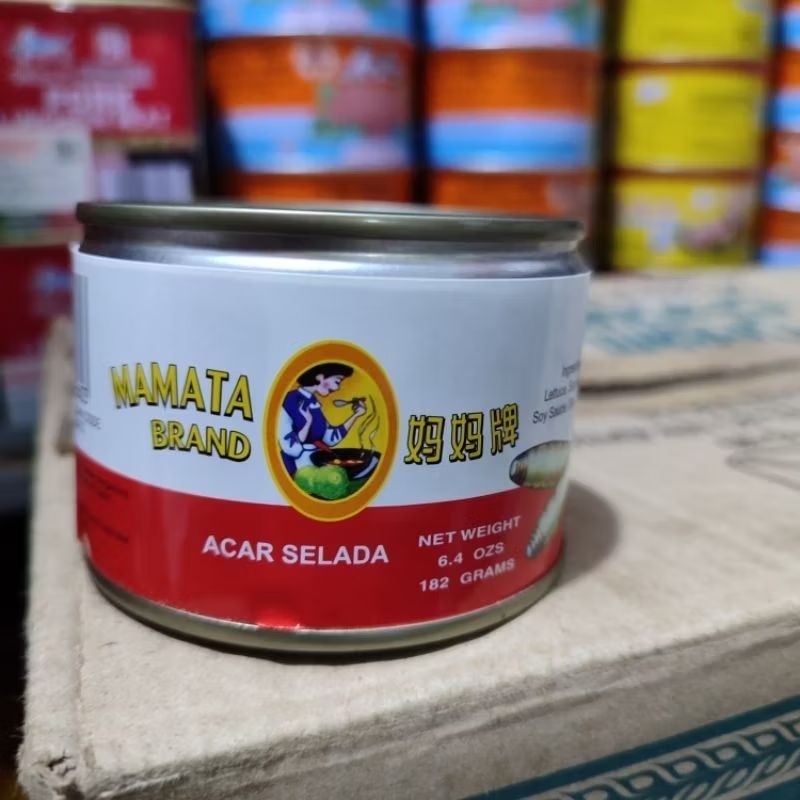 MAMATA
BRAND
妈妈牌
ACAR SELADA
NET WEIGHT
6.4 OZS
182 GRAMS
Lettuce,
Soy Sauce,